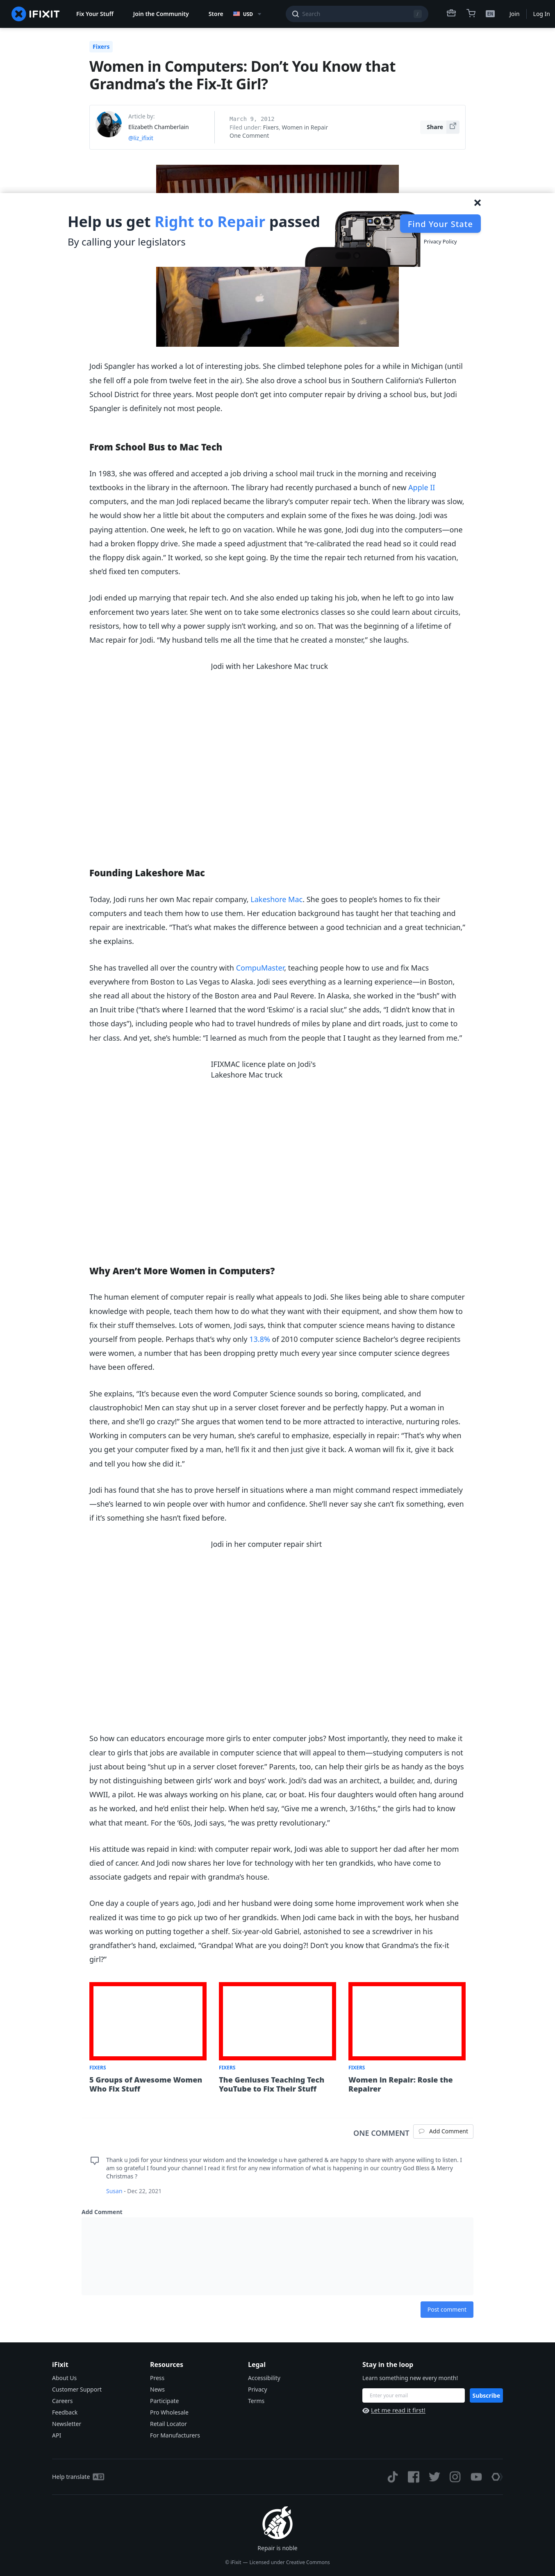 IFIXIT
Fix Your Stuff
Join the Community
Store
USD
Search
/
EN
Join
Log In
Fixers
Women in Computers: Don’t You Know that
Grandma’s the Fix-It Girl?
Article by:
Elizabeth Chamberlain
@liz_ifixit
March 9, 2012
Filed under: Fixers, Women in Repair
One Comment
Share
Help us get Right to Repair passed
By calling your legislators
Find Your State
Privacy Policy
Jodi Spangler has worked a lot of interesting jobs. She climbed telephone poles for a while in Michigan (until
she fell off a pole from twelve feet in the air). She also drove a school bus in Southern California’s Fullerton
School District for three years. Most people don’t get into computer repair by driving a school bus, but Jodi
Spangler is definitely not most people.
From School Bus to Mac Tech
In 1983, she was offered and accepted a job driving a school mail truck in the morning and receiving
textbooks in the library in the afternoon. The library had recently purchased a bunch of new Apple II
computers, and the man Jodi replaced became the library’s computer repair tech. When the library was slow,
he would show her a little bit about the computers and explain some of the fixes he was doing. Jodi was
paying attention. One week, he left to go on vacation. While he was gone, Jodi dug into the computers—one
had a broken floppy drive. She made a speed adjustment that “re-calibrated the read head so it could read
the floppy disk again.” It worked, so she kept going. By the time the repair tech returned from his vacation,
she’d fixed ten computers.
Jodi ended up marrying that repair tech. And she also ended up taking his job, when he left to go into law
enforcement two years later. She went on to take some electronics classes so she could learn about circuits,
resistors, how to tell why a power supply isn’t working, and so on. That was the beginning of a lifetime of
Mac repair for Jodi. “My husband tells me all the time that he created a monster,” she laughs.
Jodi with her Lakeshore Mac truck
Founding Lakeshore Mac
Today, Jodi runs her own Mac repair company, Lakeshore Mac. She goes to people’s homes to fix their
computers and teach them how to use them. Her education background has taught her that teaching and
repair are inextricable. “That’s what makes the difference between a good technician and a great technician,”
she explains.
She has travelled all over the country with CompuMaster, teaching people how to use and fix Macs
everywhere from Boston to Las Vegas to Alaska. Jodi sees everything as a learning experience—in Boston,
she read all about the history of the Boston area and Paul Revere. In Alaska, she worked in the “bush” with
an Inuit tribe (“that’s where I learned that the word ‘Eskimo’ is a racial slur,” she adds, “I didn’t know that in
those days”), including people who had to travel hundreds of miles by plane and dirt roads, just to come to
her class. And yet, she’s humble: “I learned as much from the people that I taught as they learned from me.”
IFIXMAC licence plate on Jodi's
Lakeshore Mac truck
Why Aren’t More Women in Computers?
The human element of computer repair is really what appeals to Jodi. She likes being able to share computer
knowledge with people, teach them how to do what they want with their equipment, and show them how to
fix their stuff themselves. Lots of women, Jodi says, think that computer science means having to distance
yourself from people. Perhaps that’s why only 13.8% of 2010 computer science Bachelor’s degree recipients
were women, a number that has been dropping pretty much every year since computer science degrees
have been offered.
She explains, “It’s because even the word Computer Science sounds so boring, complicated, and
claustrophobic! Men can stay shut up in a server closet forever and be perfectly happy. Put a woman in
there, and she’ll go crazy!” She argues that women tend to be more attracted to interactive, nurturing roles.
Working in computers can be very human, she’s careful to emphasize, especially in repair: “That’s why when
you get your computer fixed by a man, he’ll fix it and then just give it back. A woman will fix it, give it back
and tell you how she did it.”
Jodi has found that she has to prove herself in situations where a man might command respect immediately
—she’s learned to win people over with humor and confidence. She’ll never say she can’t fix something, even
if it’s something she hasn’t fixed before.
Jodi in her computer repair shirt
So how can educators encourage more girls to enter computer jobs? Most importantly, they need to make it
clear to girls that jobs are available in computer science that will appeal to them—studying computers is not
just about being “shut up in a server closet forever.” Parents, too, can help their girls be as handy as the boys
by not distinguishing between girls’ work and boys’ work. Jodi’s dad was an architect, a builder, and, during
WWII, a pilot. He was always working on his plane, car, or boat. His four daughters would often hang around
as he worked, and he’d enlist their help. When he’d say, “Give me a wrench, 3/16ths,” the girls had to know
what that meant. For the ’60s, Jodi says, “he was pretty revolutionary.”
His attitude was repaid in kind: with computer repair work, Jodi was able to support her dad after her mom
died of cancer. And Jodi now shares her love for technology with her ten grandkids, who have come to
associate gadgets and repair with grandma’s house.
One day a couple of years ago, Jodi and her husband were doing some home improvement work when she
realized it was time to go pick up two of her grandkids. When Jodi came back in with the boys, her husband
was working on putting together a shelf. Six-year-old Gabriel, astonished to see a screwdriver in his
grandfather’s hand, exclaimed, “Grandpa! What are you doing?! Don’t you know that Grandma’s the fix-it
girl?”
FIXERS
5 Groups of Awesome Women
Who Fix Stuff
FIXERS
The Geniuses Teaching Tech
YouTube to Fix Their Stuff
FIXERS
Women in Repair: Rosie the
Repairer
ONE COMMENT
Add Comment
Thank u Jodi for your kindness your wisdom and the knowledge u have gathered & are happy to share with anyone willing to listen. I
am so grateful I found your channel I read it first for any new information of what is happening in our country God Bless & Merry
Christmas ?
Susan - Dec 22, 2021
Add Comment
Post comment
iFixit
About Us
Customer Support
Careers
Feedback
Newsletter
API
Resources
Press
News
Participate
Pro Wholesale
Retail Locator
For Manufacturers
Legal
Accessibility
Privacy
Terms
Stay in the loop
Learn something new every month!
Enter your email
Subscribe
Let me read it first!
Help translate
Repair is noble
© iFixit — Licensed under Creative Commons